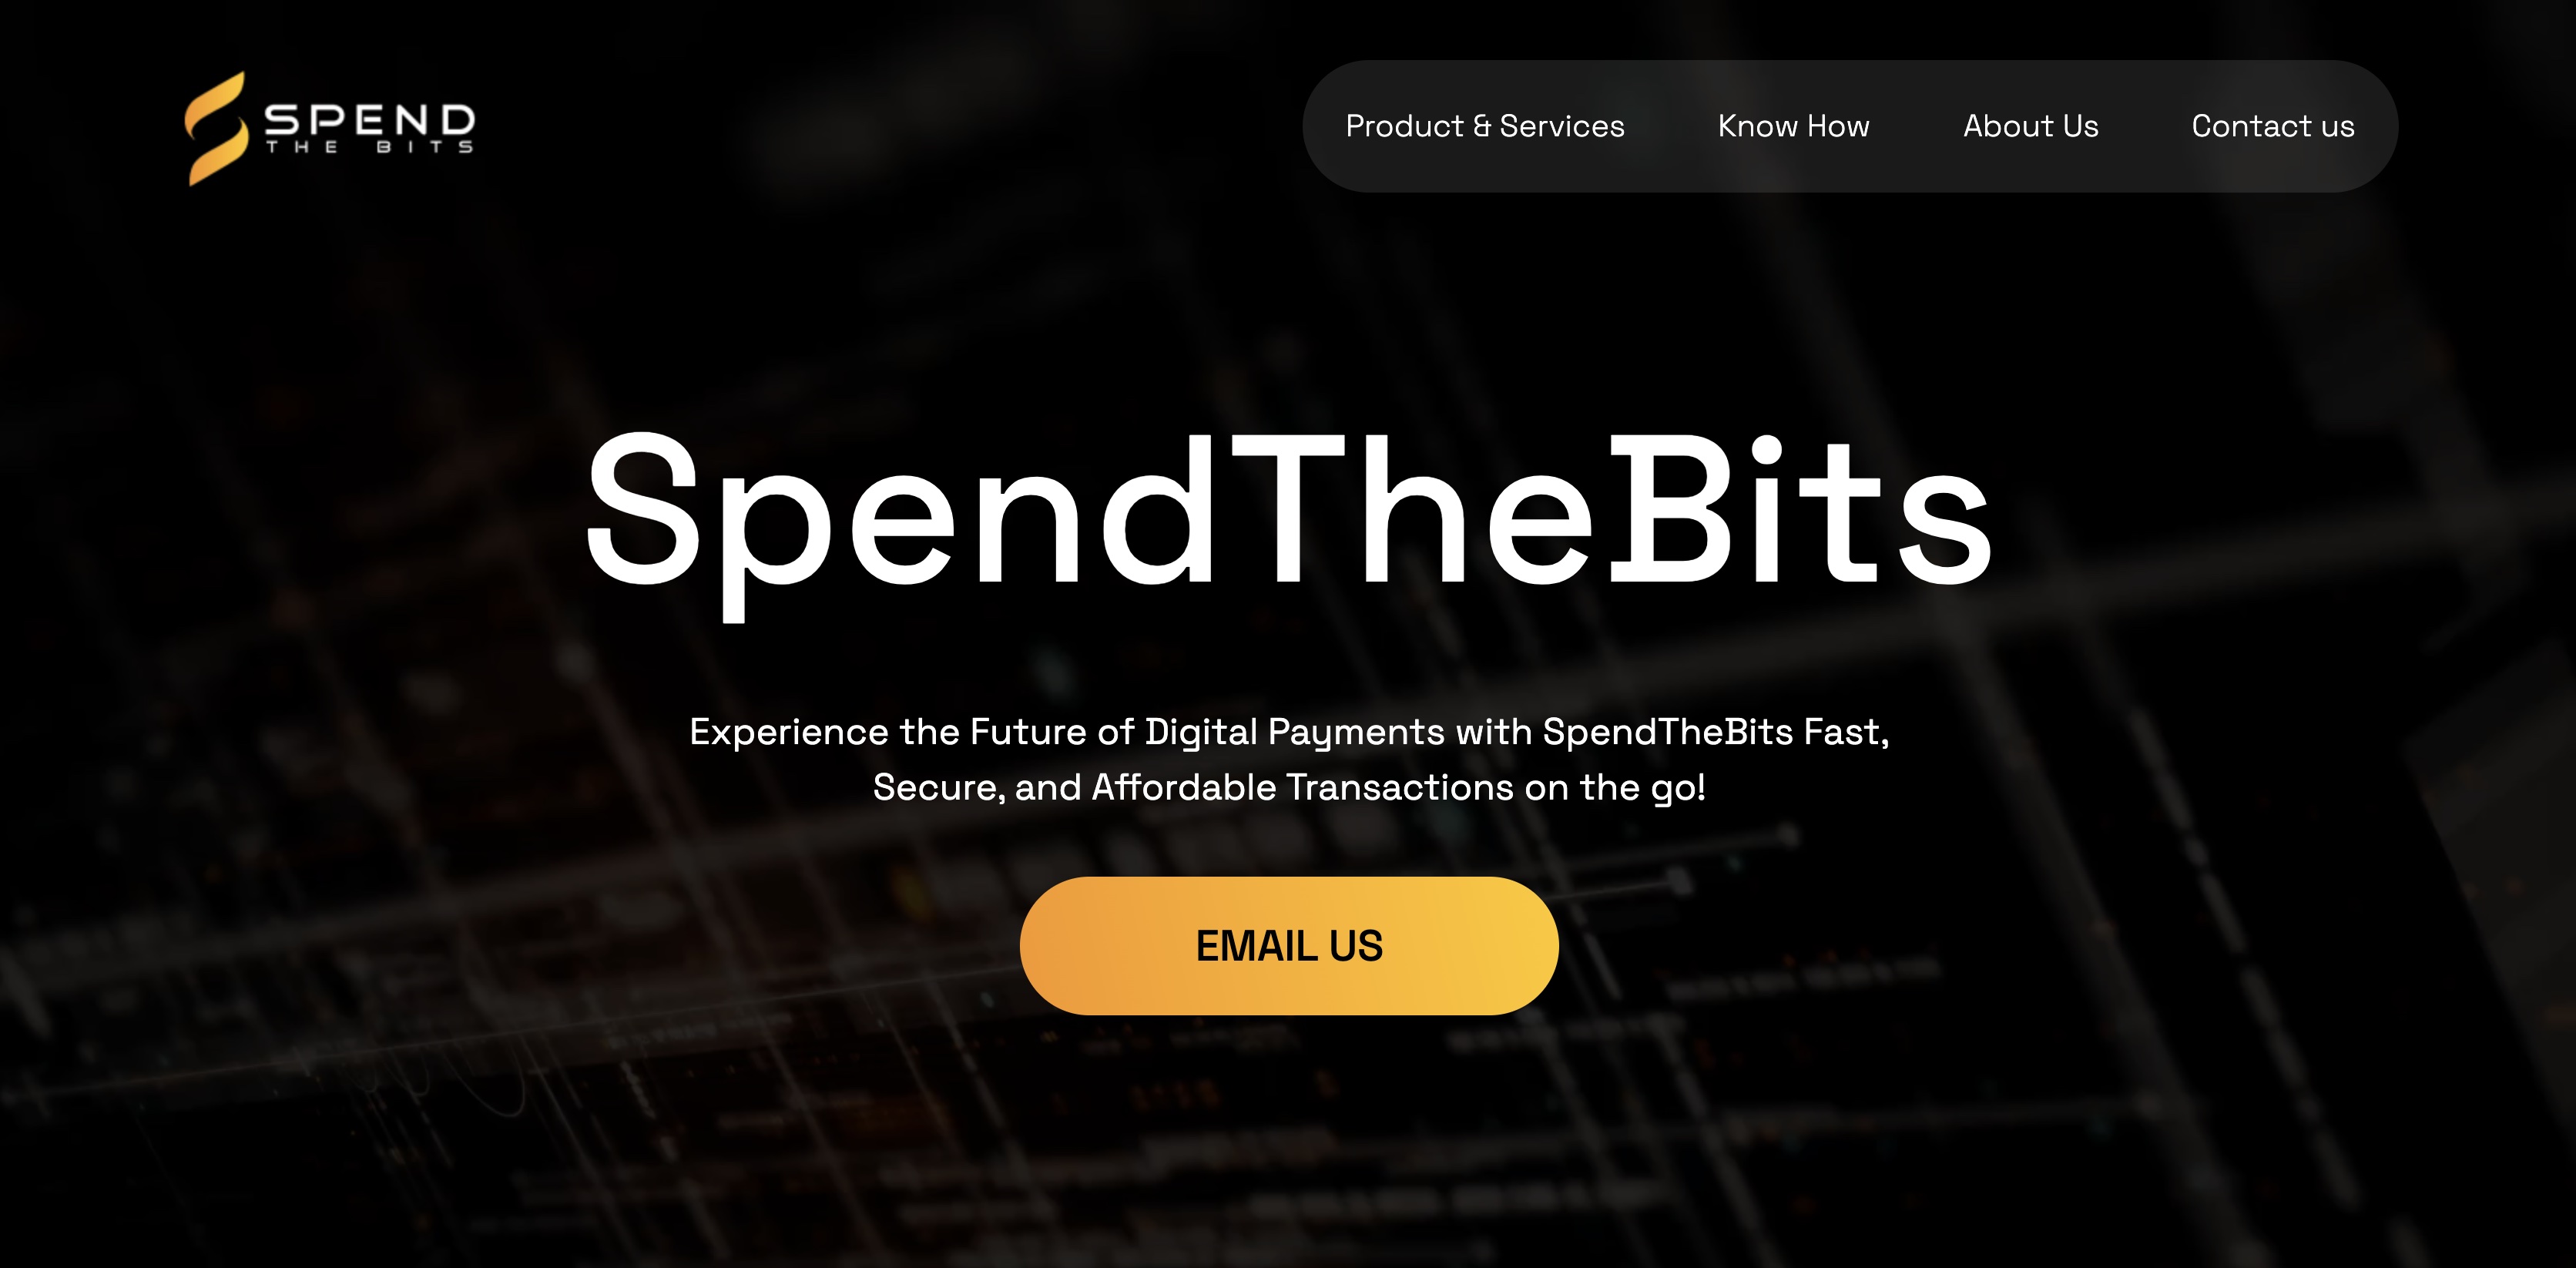 SPEND
THE BITS
Product & Services
Know How
About Us
Contact us
SpendTheBits
Experience the Future of Digital Payments with SpendTheBits Fast,
Secure, and Affordable Transactions on the go!
EMAIL US